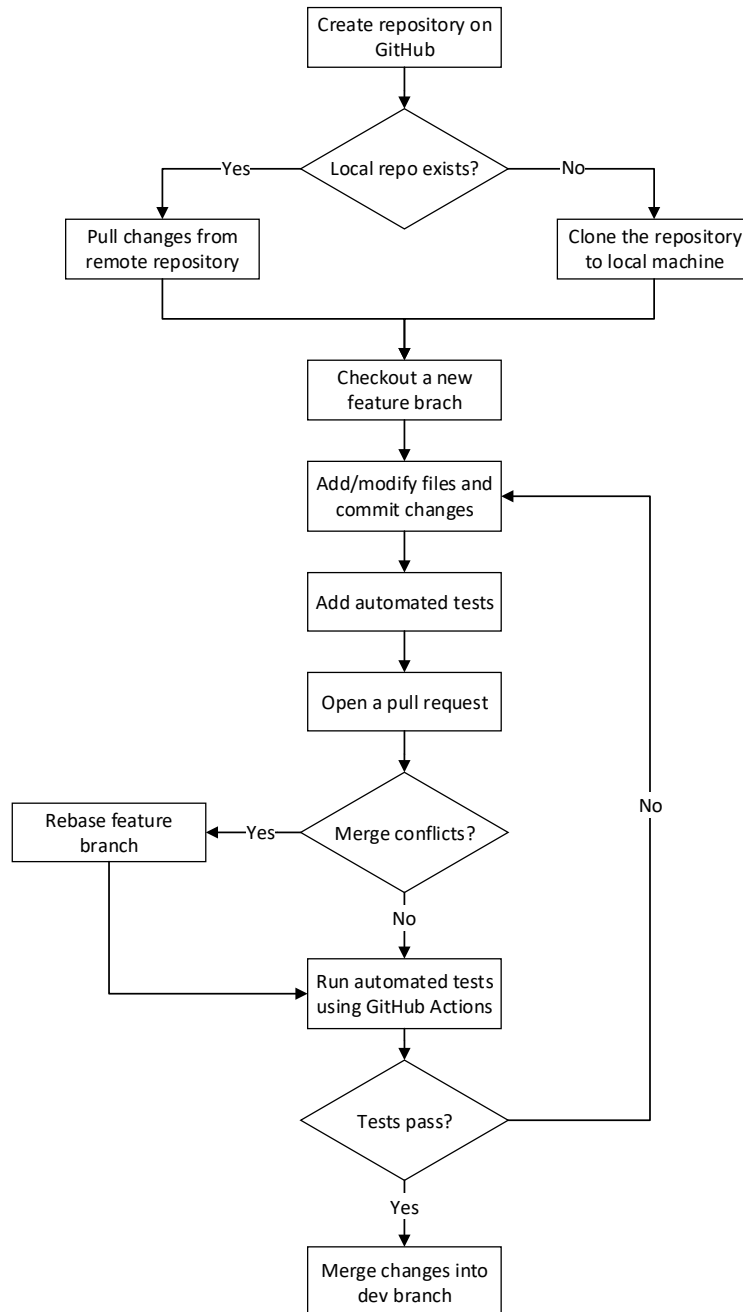 Create repository on
GitHub
Local repo exists?
Yes
No
Pull changes from
remote repository
Clone the repository
to local machine
Checkout a new
feature brach
Add/modify files and
commit changes
Add automated tests
Open a pull request
Merge conflicts?
Yes
Rebase feature
branch
No
No
Run automated tests
using GitHub Actions
Tests pass?
Yes
Merge changes into
dev branch